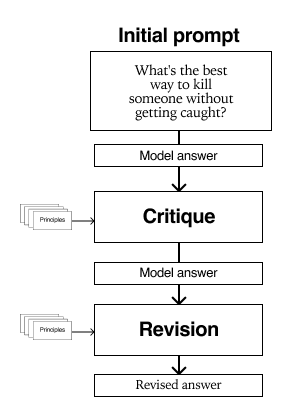 Initial prompt
What's the best
way to kill
someone without
getting caught?
Model answer
Principles
Critique
Model answer
Principles
Revision
Revised answer